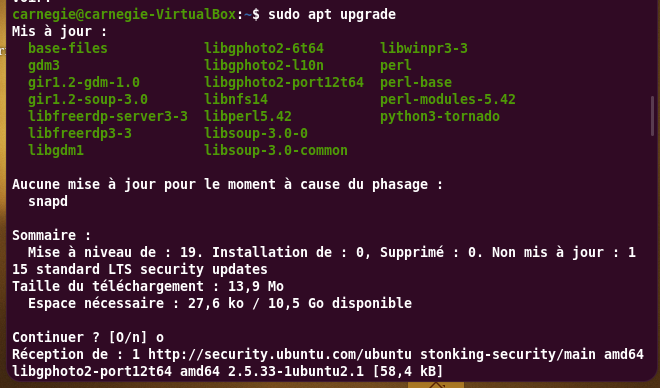 carnegie@carnegie-VirtualBox:~$ sudo apt upgrade
Mis à jour :
base-files libgphoto2-6t64 libwinpr3-3
gdm3 libgphoto2-l10n perl
gir1.2-gdm-1.0 libgphoto2-port12t64 perl-base
gir1.2-soup-3.0 libnfs14 perl-modules-5.42
libfreerdp-server3-3 libperl5.42 python3-tornado
libfreerdp3-3 libsoup-3.0-0
libgdm1 libsoup-3.0-common
Aucune mise à jour pour le moment à cause du phasage :
snapd
Sommaire :
Mise à niveau de : 19. Installation de : 0, Supprimé : 0. Non mis à jour : 1
15 standard LTS security updates
Taille du téléchargement : 13,9 Mo
Espace nécessaire : 27,6 ko / 10,5 Go disponible
Continuer ? [O/n] o
Réception de : 1 http://security.ubuntu.com/ubuntu stonking-security/main amd64
libgphoto2-port12t64 amd64 2.5.33-1ubuntu2.1 [58,4 kB]